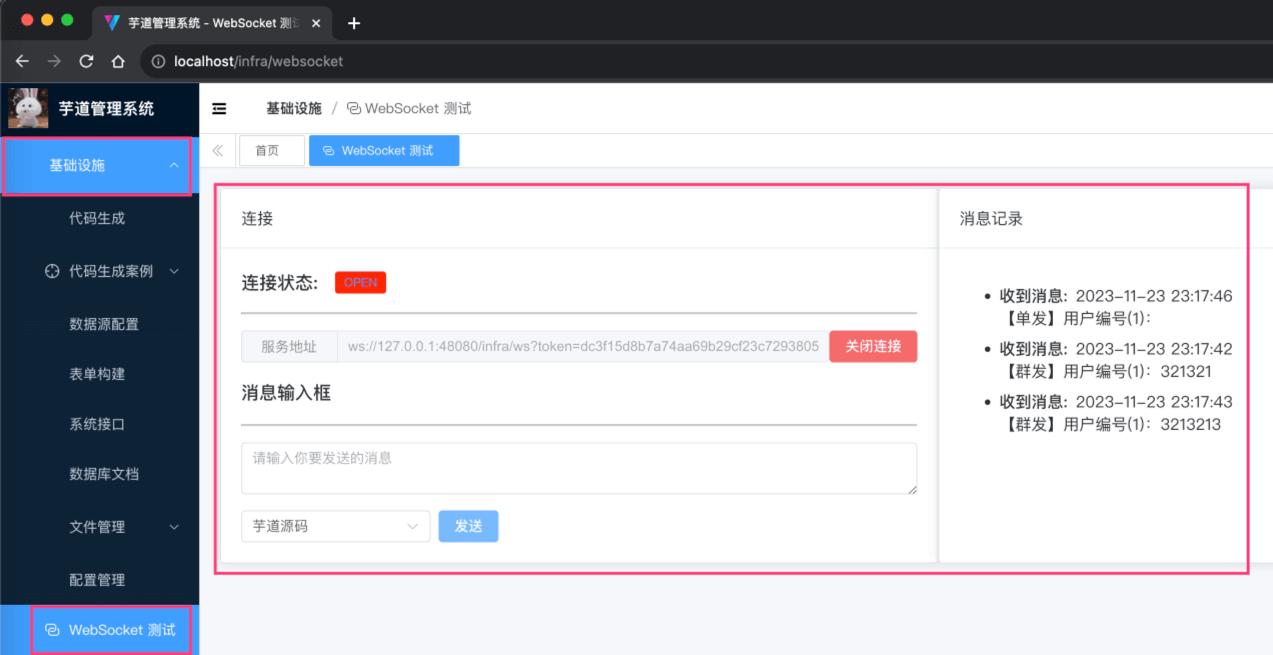 芋道管理系统 - WebSocket 测
localhost/infra/websocket
芋道管理系统
基础设施 / WebSocket 测试
首页
WebSocket 测试
基础设施
代码生成
代码生成案例
数据源配置
表单构建
系统接口
数据库文档
文件管理
配置管理
WebSocket 测试
连接
连接状态: OPEN
服务地址 ws://127.0.0.1:48080/infra/ws?token=dc3f15d8b7a74aa69b29cf23c7293805 关闭连接
消息输入框
请输入你要发送的消息
芋道源码 发送
消息记录
• 收到消息: 2023-11-23 23:17:46
【单发】用户编号(1):
• 收到消息: 2023-11-23 23:17:42
【群发】用户编号(1): 321321
• 收到消息: 2023-11-23 23:17:43
【群发】用户编号(1): 3213213